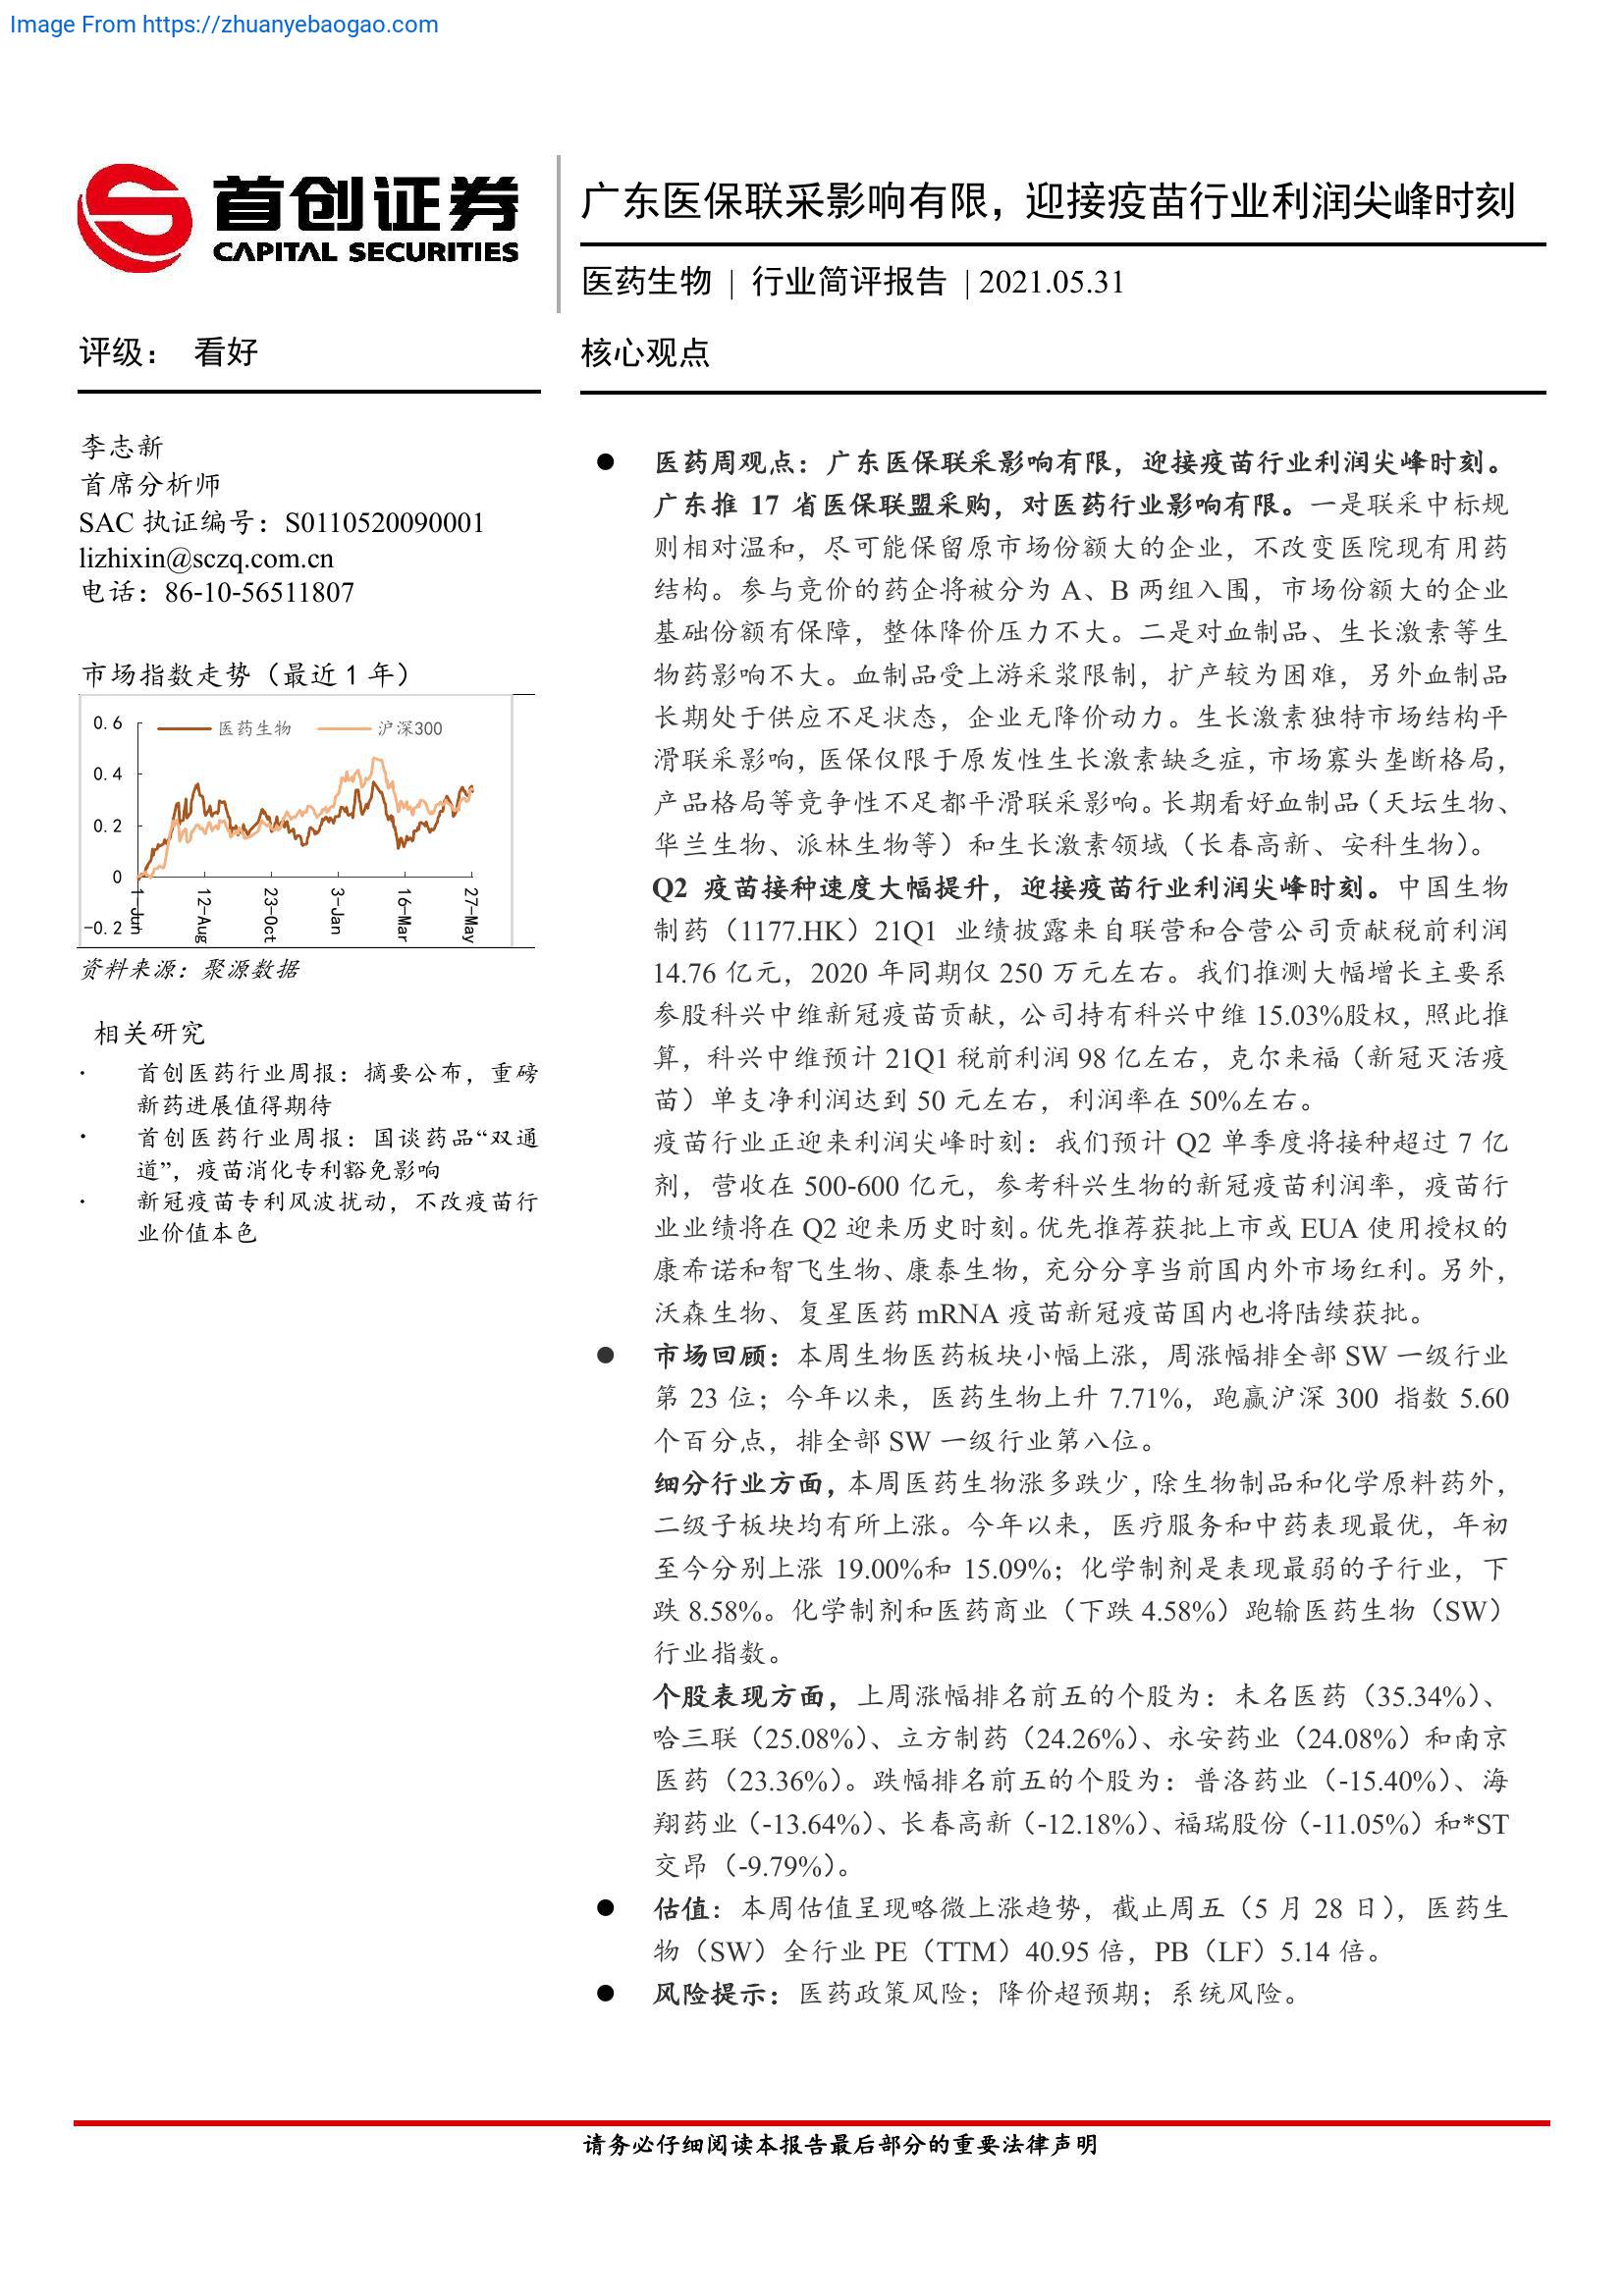 Image From https://zhuanyebaogao.com
首创证券
CAPITAL SECURITIES
广东医保联采影响有限，迎接疫苗行业利润尖峰时刻
医药生物 | 行业简评报告 | 2021.05.31
评级： 看好
李志新
首席分析师
SAC 执证编号：S0110520090001
lizhixin@sczq.com.cn
电话：86-10-56511807
市场指数走势（最近 1 年）
医药生物 沪深300
0.6
0.4
0.2
0
-0.2
1-Jun
12-Aug
23-Oct
3-Jan
16-Mar
27-May
资料来源：聚源数据
相关研究
· 首创医药行业周报：摘要公布，重磅
新药进展值得期待
· 首创医药行业周报：国谈药品“双通
道”，疫苗消化专利豁免影响
· 新冠疫苗专利风波扰动，不改疫苗行
业价值本色
核心观点
● 医药周观点：广东医保联采影响有限，迎接疫苗行业利润尖峰时刻。
广东推 17 省医保联盟采购，对医药行业影响有限。一是联采中标规
则相对温和，尽可能保留原市场份额大的企业，不改变医院现有用药
结构。参与竞价的药企将被分为 A、B 两组入围，市场份额大的企业
基础份额有保障，整体降价压力不大。二是对血制品、生长激素等生
物药影响不大。血制品受上游采浆限制，扩产较为困难，另外血制品
长期处于供应不足状态，企业无降价动力。生长激素独特市场结构平
滑联采影响，医保仅限于原发性生长激素缺乏症，市场寡头垄断格局，
产品格局等竞争性不足都平滑联采影响。长期看好血制品（天坛生物、
华兰生物、派林生物等）和生长激素领域（长春高新、安科生物）。
Q2 疫苗接种速度大幅提升，迎接疫苗行业利润尖峰时刻。中国生物
制药（1177.HK）21Q1 业绩披露来自联营和合营公司贡献税前利润
14.76 亿元，2020 年同期仅 250 万元左右。我们推测大幅增长主要系
参股科兴中维新冠疫苗贡献，公司持有科兴中维 15.03%股权，照此推
算，科兴中维预计 21Q1 税前利润 98 亿左右，克尔来福（新冠灭活疫
苗）单支净利润达到 50 元左右，利润率在 50%左右。
疫苗行业正迎来利润尖峰时刻：我们预计 Q2 单季度将接种超过 7 亿
剂，营收在 500-600 亿元，参考科兴生物的新冠疫苗利润率，疫苗行
业业绩将在 Q2 迎来历史时刻。优先推荐获批上市或 EUA 使用授权的
康希诺和智飞生物、康泰生物，充分分享当前国内外市场红利。另外，
沃森生物、复星医药 mRNA 疫苗新冠疫苗国内也将陆续获批。
● 市场回顾：本周生物医药板块小幅上涨，周涨幅排全部 SW 一级行业
第 23 位；今年以来，医药生物上升 7.71%，跑赢沪深 300 指数 5.60
个百分点，排全部 SW 一级行业第八位。
细分行业方面，本周医药生物涨多跌少，除生物制品和化学原料药外，
二级子板块均有所上涨。今年以来，医疗服务和中药表现最优，年初
至今分别上涨 19.00%和 15.09%；化学制剂是表现最弱的子行业，下
跌 8.58%。化学制剂和医药商业（下跌 4.58%）跑输医药生物（SW）
行业指数。
个股表现方面，上周涨幅排名前五的个股为：未名医药（35.34%）、
哈三联（25.08%）、立方制药（24.26%）、永安药业（24.08%）和南京
医药（23.36%）。跌幅排名前五的个股为：普洛药业（-15.40%）、海
翔药业（-13.64%）、长春高新（-12.18%）、福瑞股份（-11.05%）和*ST
交昂（-9.79%）。
● 估值：本周估值呈现略微上涨趋势，截止周五（5 月 28 日），医药生
物（SW）全行业 PE（TTM）40.95 倍，PB（LF）5.14 倍。
● 风险提示：医药政策风险；降价超预期；系统风险。
请务必仔细阅读本报告最后部分的重要法律声明